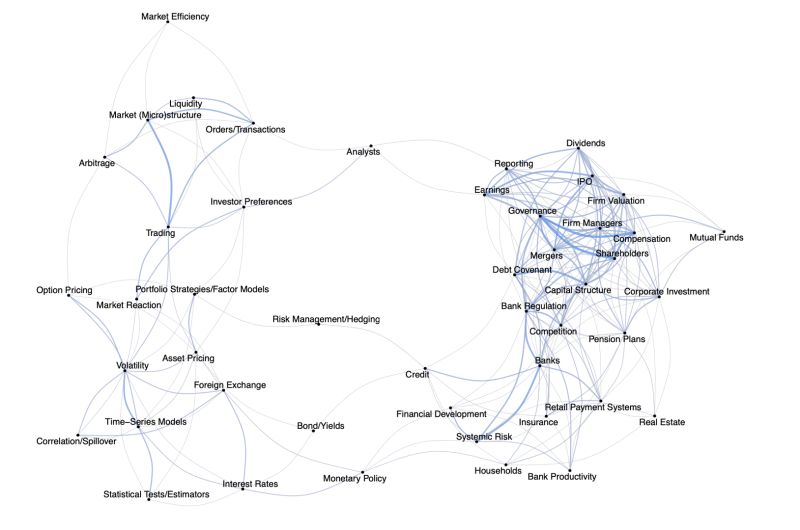 Market Efficiency
Liquidity
Market (Micro)structure
Orders/Transactions
Dividends
Analysts
Arbitrage
Reporting
IPO
Earnings
Firm Valuation
Investor Preferences
Governance
Firm Managers
Trading
Compensation
Mutual Funds
Shareholders
Mergers
Debt Covenant
Option Pricing
Portfolio Strategies/Factor Models
Capital Structure
Corporate Investment
Market Reaction
Bank Regulation
Risk Management/Hedging
Competition
Pension Plans
Asset Pricing
Volatility
Banks
Credit
Foreign Exchange
Retail Payment Systems
Financial Development
Time-Series Models
Bond/Yields
Insurance
Real Estate
Correlation/Spillover
Systemic Risk
Households
Bank Productivity
Monetary Policy
Interest Rates
Statistical Tests/Estimators